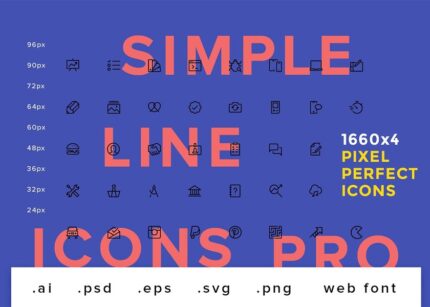 96px
SIMPLE
90px
72px
64px
60px
LINE
1660x4
48px
PIXEL
36px
PERFECT
32px
ICONS
24px
ICONS PRO
.ai .psd .eps .svg .png web font